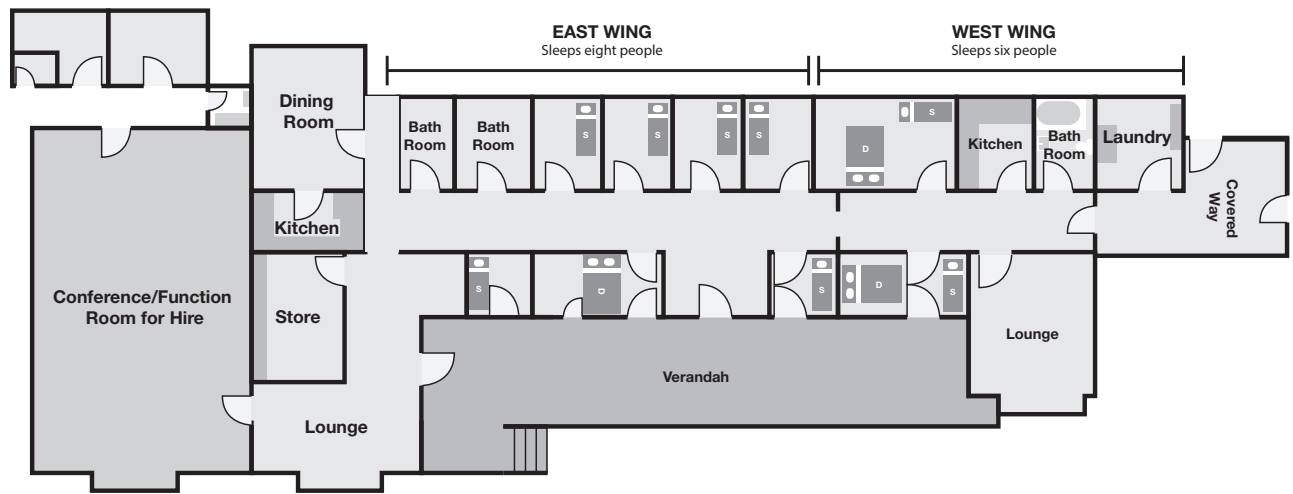 EAST WING
Sleeps eight people
WEST WING
Sleeps six people
Dining
Room
Bath
Room
Bath
Room
S
S
S
S
S
D
Kitchen
Bath
Room
Laundry
Covered
Way
Kitchen
Conference/Function
Room for Hire
Store
S
D
S
D
S
Lounge
Verandah
Lounge